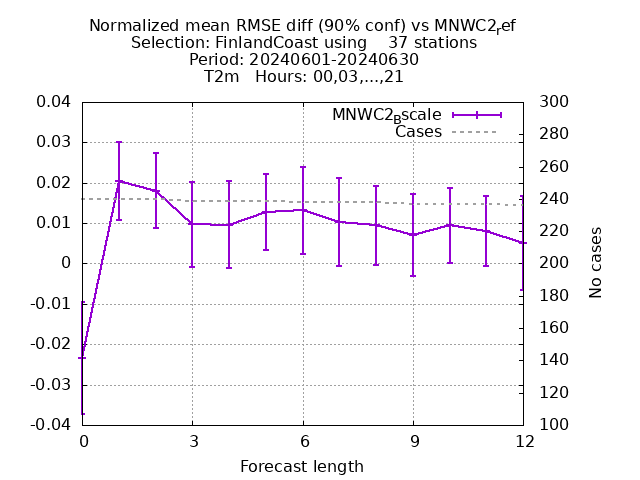 Normalized mean RMSE diff (90% conf) vs MNWC2ref
Selection: FinlandCoast using    37 stations
Period: 20240601-20240630
T2m   Hours: 00,03,...,21
MNWC2Bscale
Cases
0.04
0.03
0.02
0.01
0
-0.01
-0.02
-0.03
-0.04
300
280
260
240
220
200
180
160
140
120
100
No cases
0 3 6 9 12
Forecast length